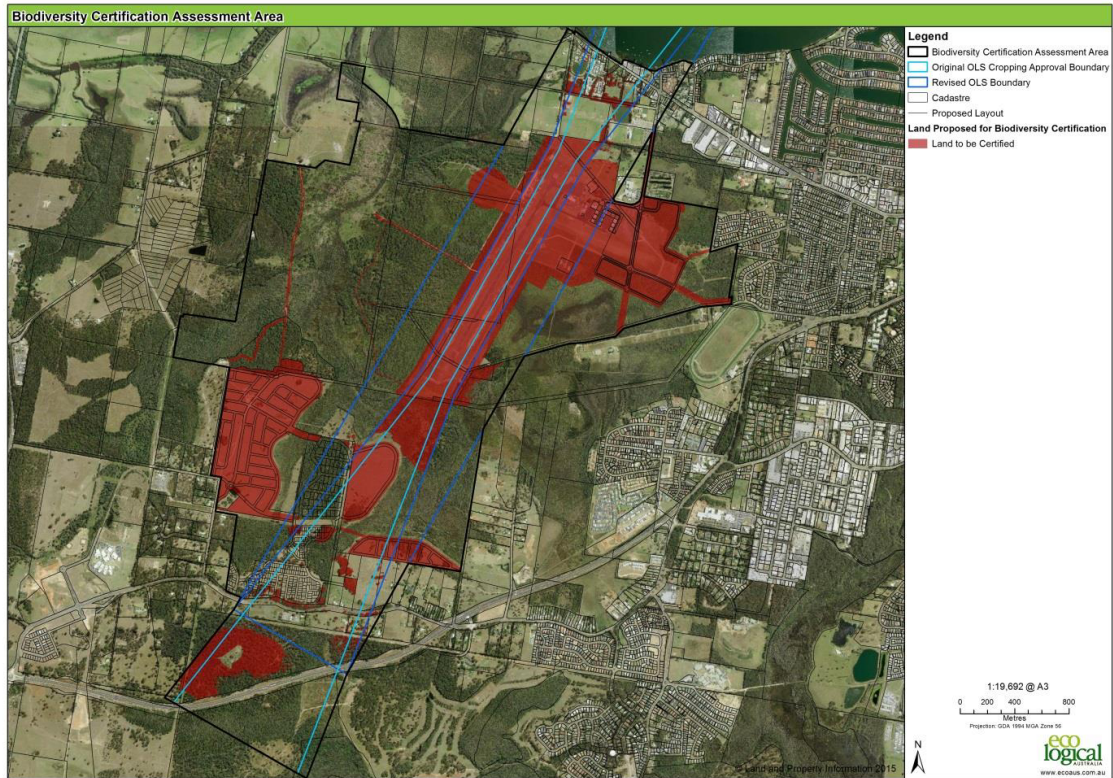 Biodiversity Certification Assessment Area
Legend
Biodiversity Certification Assessment Area
Original OLS Cropping Approval Boundary
Revised OLS Boundary
Cadastre
Proposed Layout
Land Proposed for Biodiversity Certification
Land to be Certified
1:19,692 @ A3
0 200 400 800
Metres
Projection: GDA 1994 MGA Zone 56
N
eco
logical
AUSTRALIA
www.ecoaus.com.au
© Land and Property Information 2015